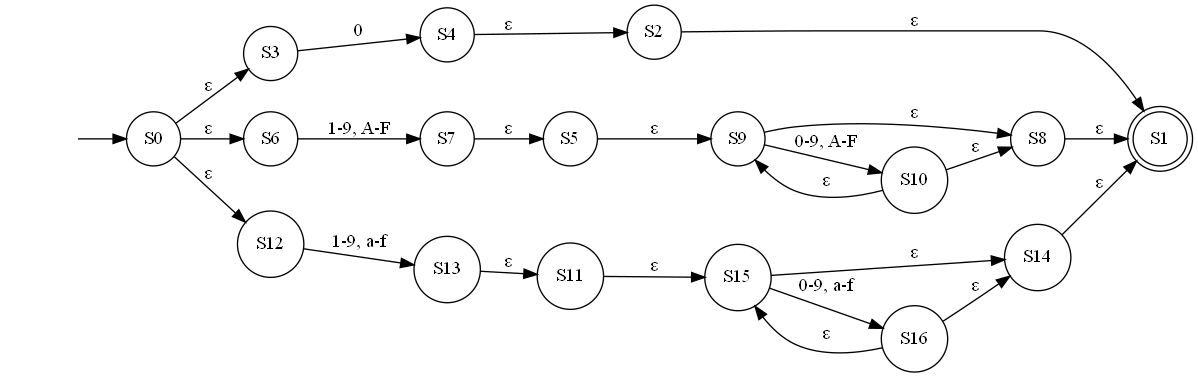 ε
S3
0
S4
ε
S2
ε
S0
ε
S6
1-9, A-F
S7
ε
S5
ε
S9
ε
0-9, A-F
S10
ε
ε
S8
ε
S1
ε
S12
1-9, a-f
S13
ε
S11
ε
S15
ε
0-9, a-f
S16
ε
ε
S14
ε